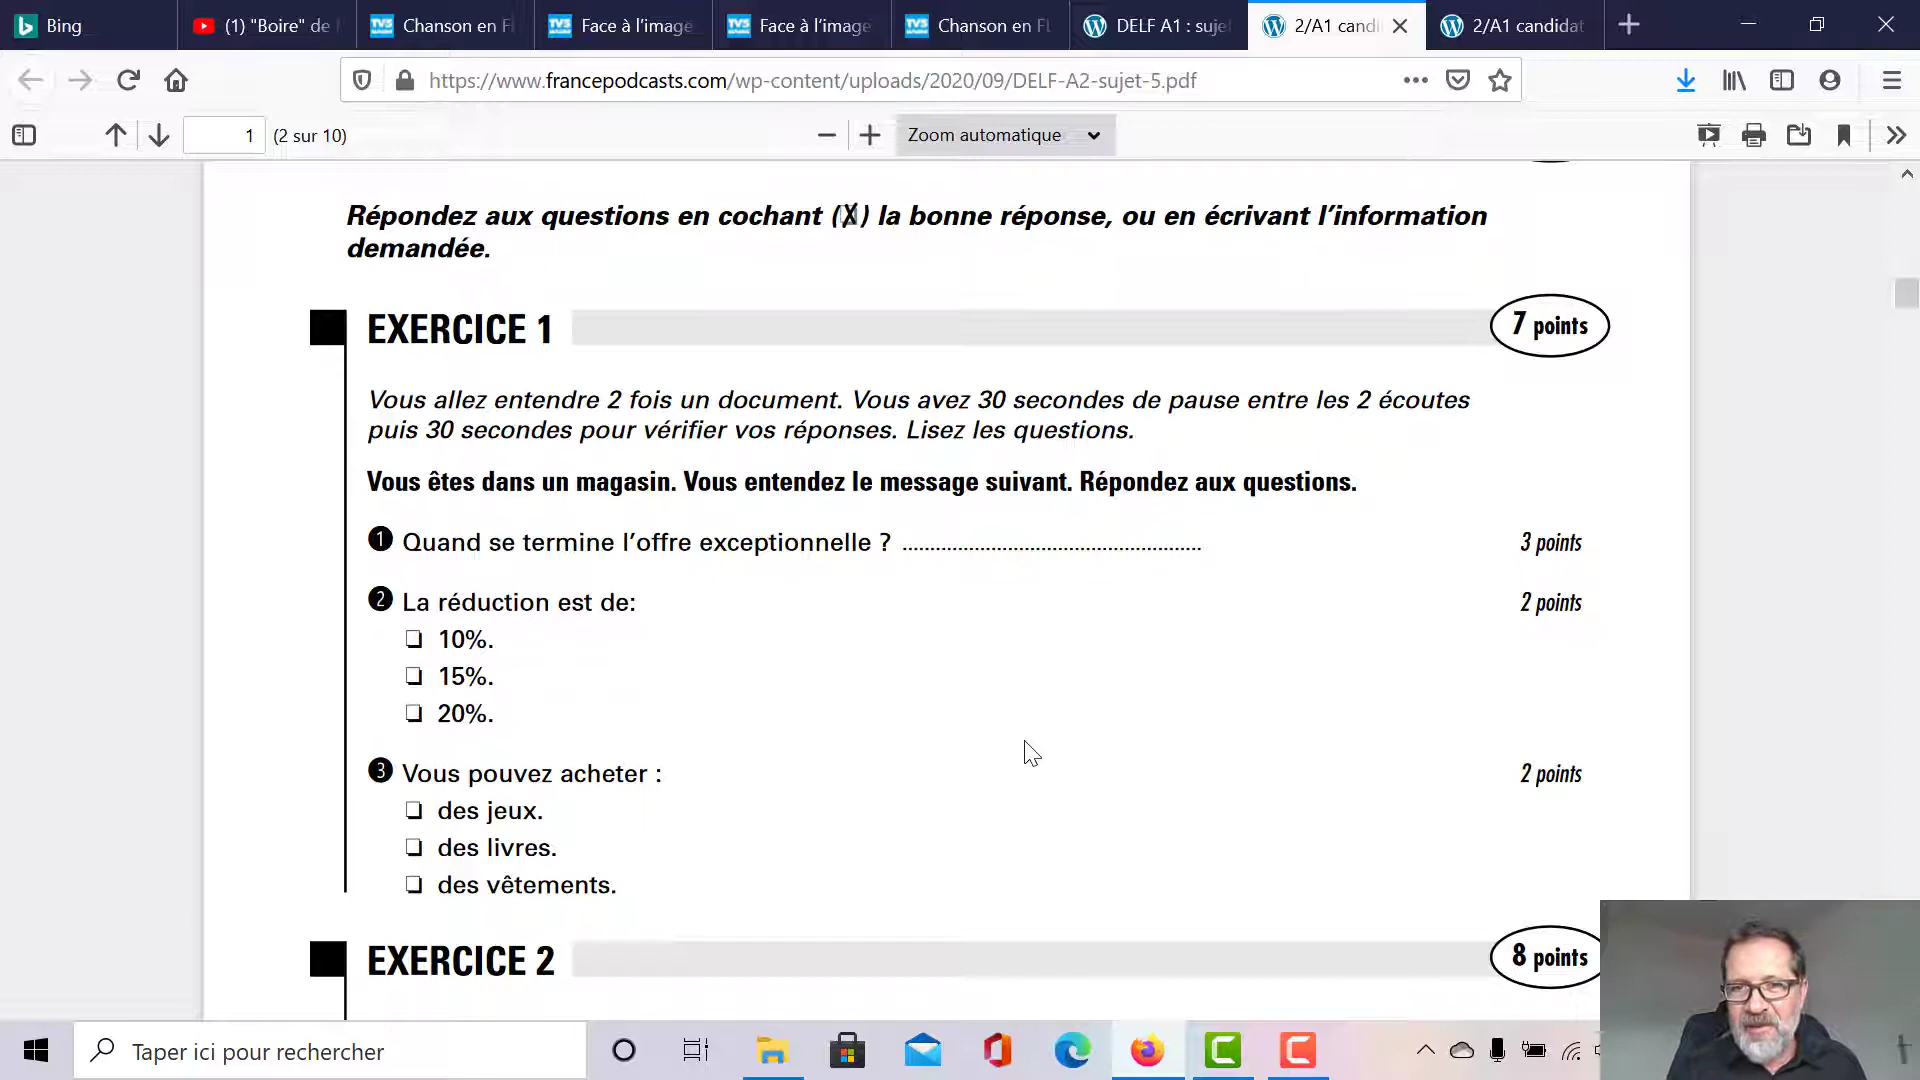 Bing
(1) "Boire" de
Chanson en F
Face à l'image
Face à l'image
Chanson en FL
DELF A1 : suje
2/A1 candi
2/A1 candidat
https://www.francepodcasts.com/wp-content/uploads/2020/09/DELF-A2-sujet-5.pdf
1 (2 sur 10)
Zoom automatique
Répondez aux questions en cochant (X) la bonne réponse, ou en écrivant l'information
demandée.
EXERCICE 1
7 points
Vous allez entendre 2 fois un document. Vous avez 30 secondes de pause entre les 2 écoutes
puis 30 secondes pour vérifier vos réponses. Lisez les questions.
Vous êtes dans un magasin. Vous entendez le message suivant. Répondez aux questions.
1 Quand se termine l'offre exceptionnelle ? ......................................................
3 points
2 La réduction est de:
2 points
10%.
15%.
20%.
3 Vous pouvez acheter :
2 points
des jeux.
des livres.
des vêtements.
EXERCICE 2
8 points
Taper ici pour rechercher